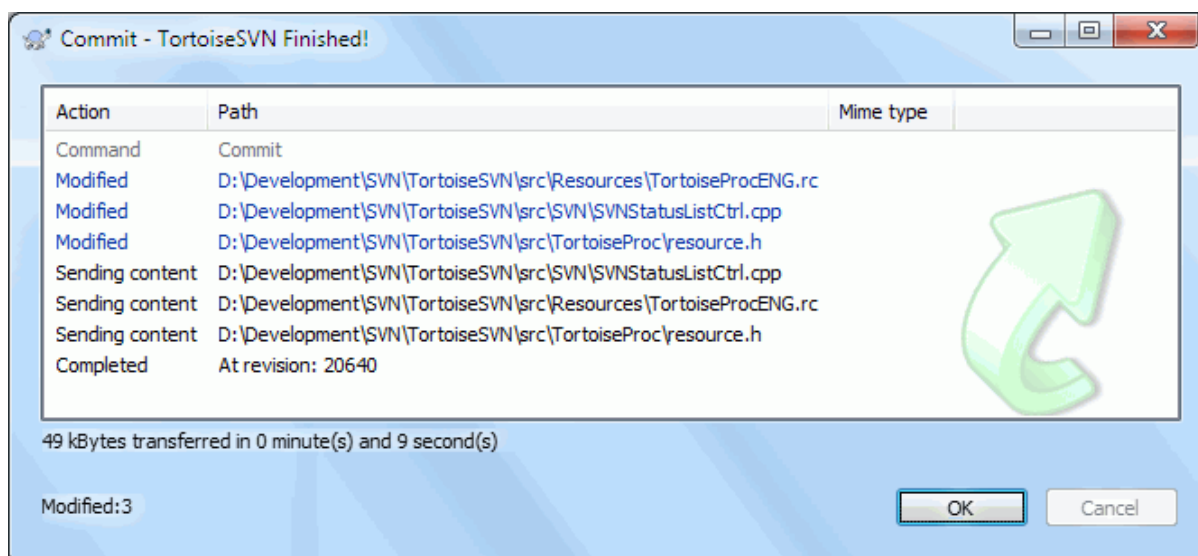 Commit - TortoiseSVN Finished!
Action Path Mime type
Command Commit
Modified D:\Development\SVN\TortoiseSVN\src\Resources\TortoiseProcENG.rc
Modified D:\Development\SVN\TortoiseSVN\src\SVN\SVNStatusListCtrl.cpp
Modified D:\Development\SVN\TortoiseSVN\src\TortoiseProc\resource.h
Sending content D:\Development\SVN\TortoiseSVN\src\SVN\SVNStatusListCtrl.cpp
Sending content D:\Development\SVN\TortoiseSVN\src\Resources\TortoiseProcENG.rc
Sending content D:\Development\SVN\TortoiseSVN\src\TortoiseProc\resource.h
Completed At revision: 20640
49 kBytes transferred in 0 minute(s) and 9 second(s)
Modified:3 OK Cancel